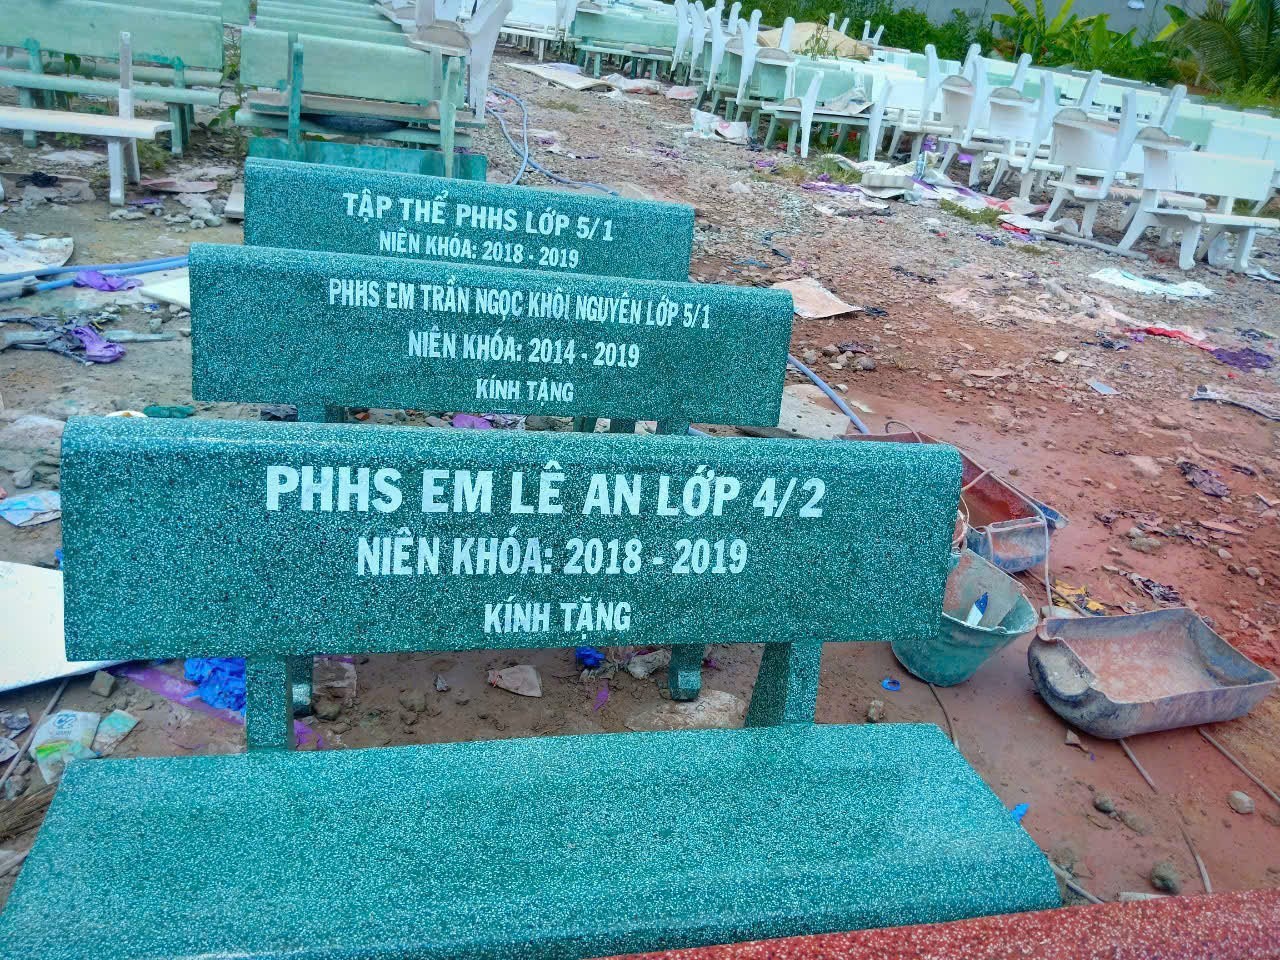 TẬP THỂ PHHS LỚP 5/1
NIÊN KHÓA: 2018 - 2019
PHHS EM TRẦN NGỌC KHÔI NGUYÊN LỚP 5/1
NIÊN KHÓA: 2014 - 2019
KÍNH TẶNG
PHHS EM LÊ AN LỚP 4/2
NIÊN KHÓA: 2018 - 2019
KÍNH TẶNG